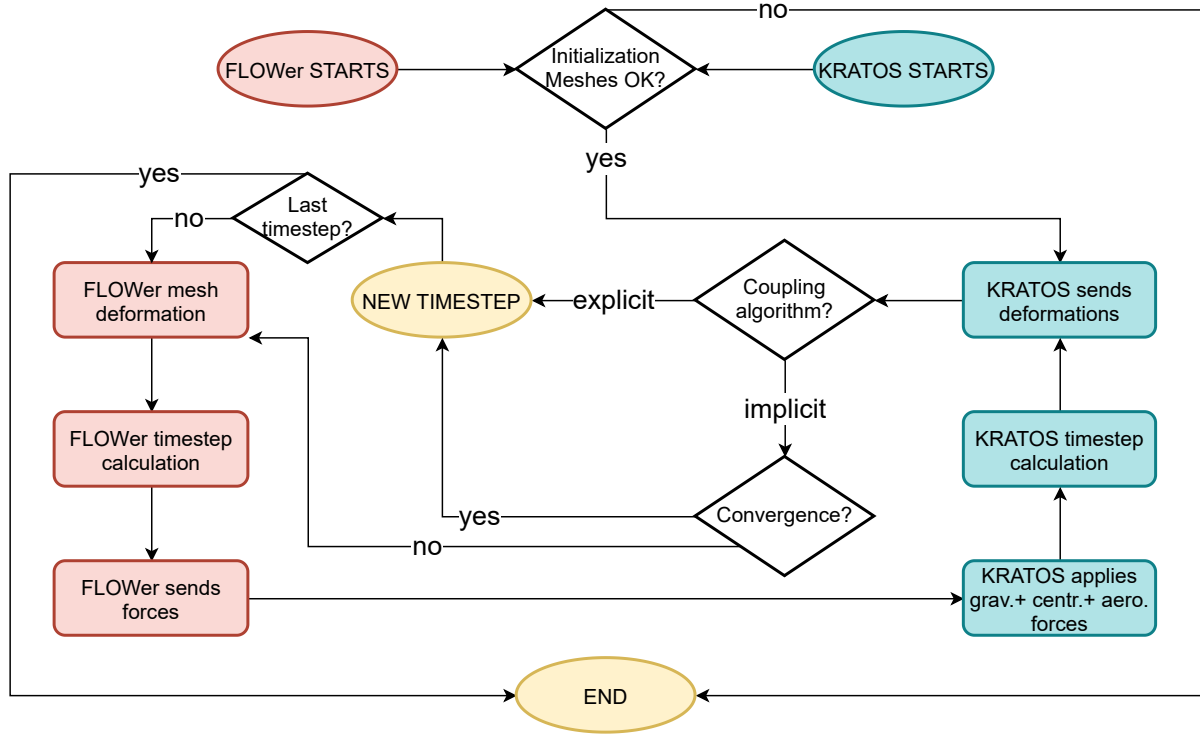 no
FLOWer STARTS
Initialization
Meshes OK?
KRATOS STARTS
yes
yes
Last
timestep?
no
FLOWer mesh
deformation
NEW TIMESTEP
explicit
Coupling
algorithm?
KRATOS sends
deformations
implicit
FLOWer timestep
calculation
KRATOS timestep
calculation
Convergence?
yes
no
FLOWer sends
forces
KRATOS applies
grav.+ centr.+ aero.
forces
END